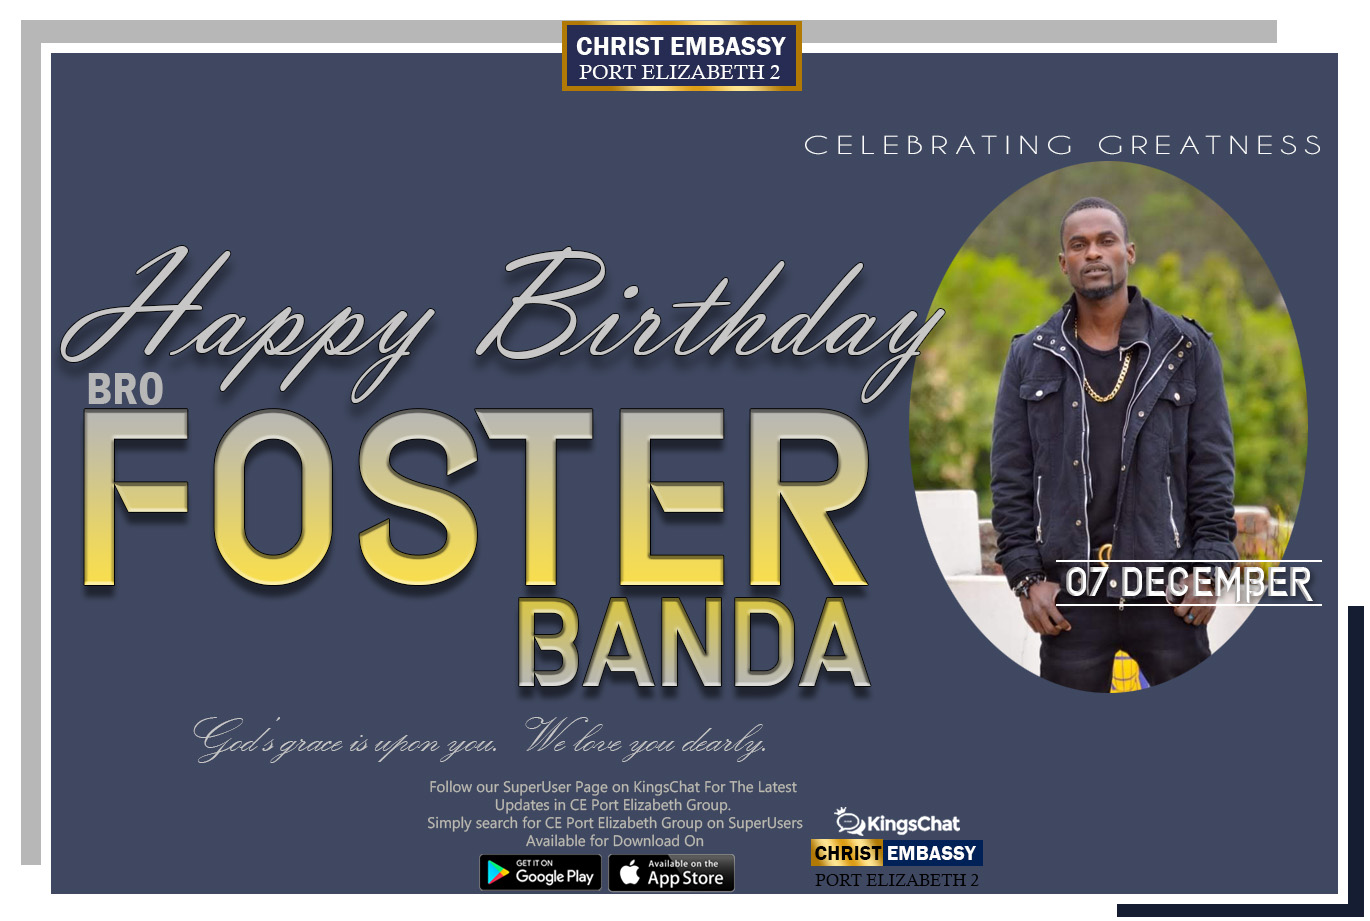 CHRIST EMBASSY
PORT ELIZABETH 2
CELEBRATING GREATNESS
Happy Birthday
BRO
FOSTER
BANDA
07 DECEMBER
God's grace is upon you. We love you dearly.
Follow our SuperUser Page on KingsChat For The Latest
Updates in CE Port Elizabeth Group.
Simply search for CE Port Elizabeth Group on SuperUsers
Available for Download On
GET IT ON
Google Play
Available on the
App Store
KingsChat
CHRIST EMBASSY
PORT ELIZABETH 2